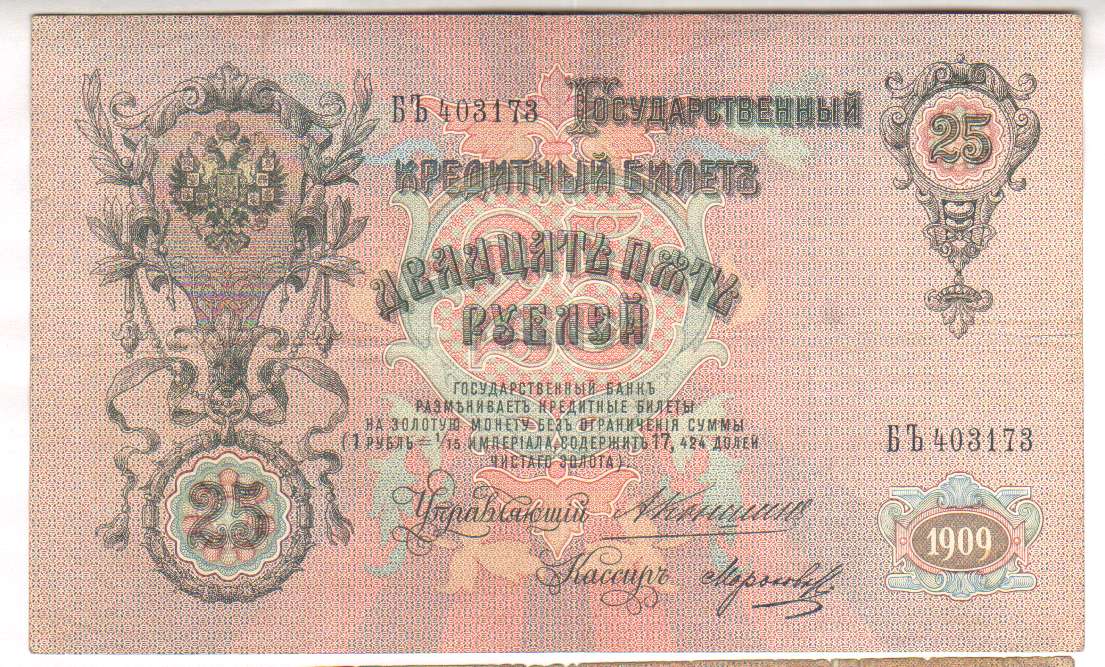 БЪ 403173 ГОСУДАРСТВЕННЫЙ
КРЕДИТНЫЙ БИЛЕТЪ
25
ДВАДЦАТЬ ПЯТЬ
РУБЛЕЙ
25
ГОСУДАРСТВЕННЫЙ БАНКЪ
РАЗМѢНИВАЕТЪ КРЕДИТНЫЕ БИЛЕТЫ
НА ЗОЛОТУЮ МОНЕТУ БЕЗЪ ОГРАНИЧЕНІЯ СУММЫ
(1 РУБЛЬ = 1/15 ИМПЕРІАЛА, СОДЕРЖИТЪ 17,424 ДОЛЕЙ
ЧИСТАГО ЗОЛОТА).
БЪ 403173
25
Управляющій
Кассиръ
1909